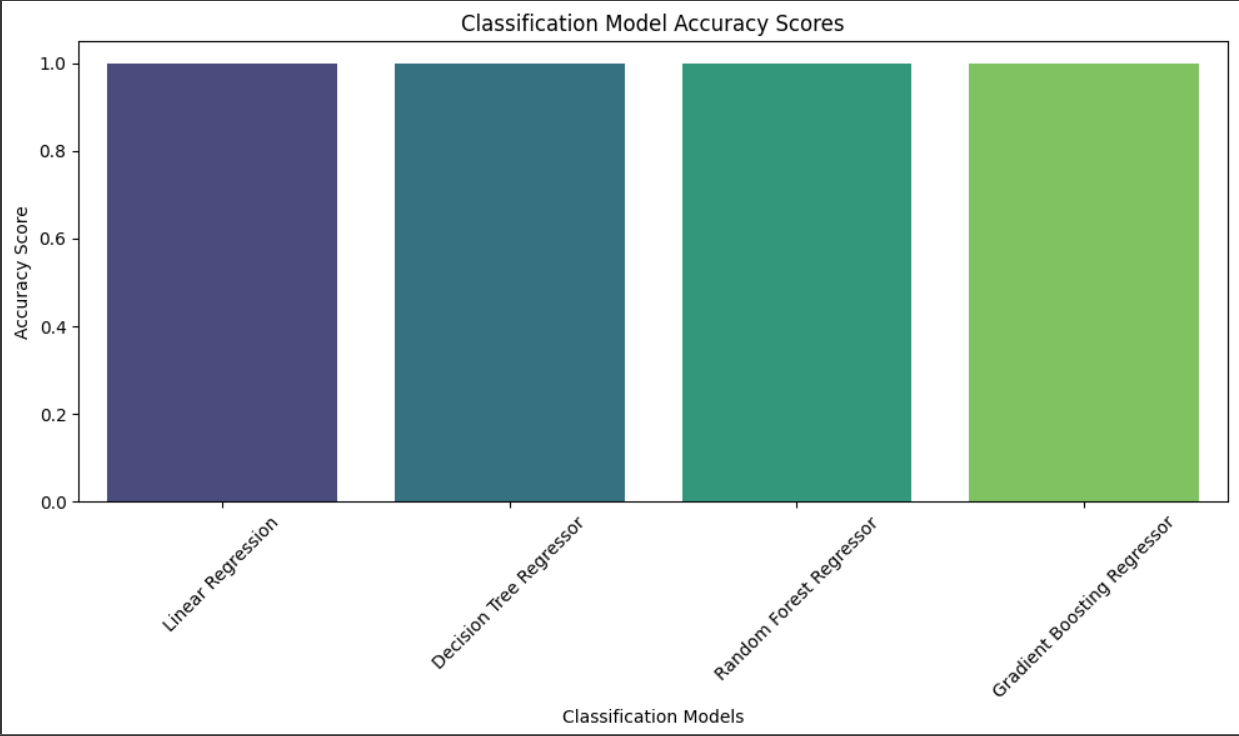 Classification Model Accuracy Scores
Accuracy Score
1.0
0.8
0.6
0.4
0.2
0.0
Linear Regression
Decision Tree Regressor
Random Forest Regressor
Gradient Boosting Regressor
Classification Models